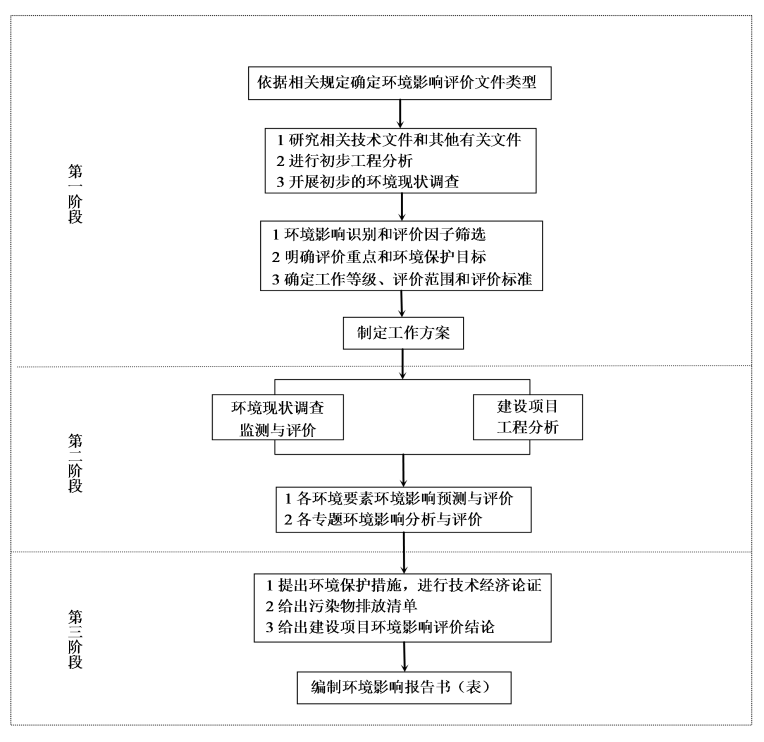 依据相关规定确定环境影响评价文件类型
第一阶段
1 研究相关技术文件和其他有关文件
2 进行初步工程分析
3 开展初步的环境现状调查
1 环境影响识别和评价因子筛选
2 明确评价重点和环境保护目标
3 确定工作等级、评价范围和评价标准
制定工作方案
第二阶段
环境现状调查
监测与评价
建设项目
工程分析
1 各环境要素环境影响预测与评价
2 各专题环境影响分析与评价
第三阶段
1 提出环境保护措施，进行技术经济论证
2 给出污染物排放清单
3 给出建设项目环境影响评价结论
编制环境影响报告书（表）